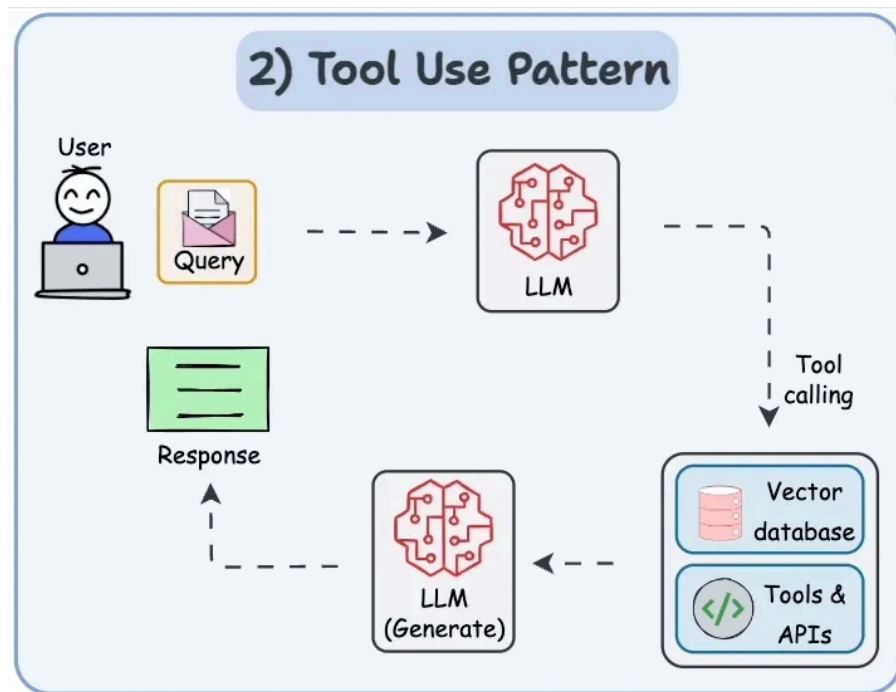 2) Tool Use Pattern
User
Query
LLM
Tool
calling
Vector
database
Tools &
APIs
LLM
(Generate)
Response